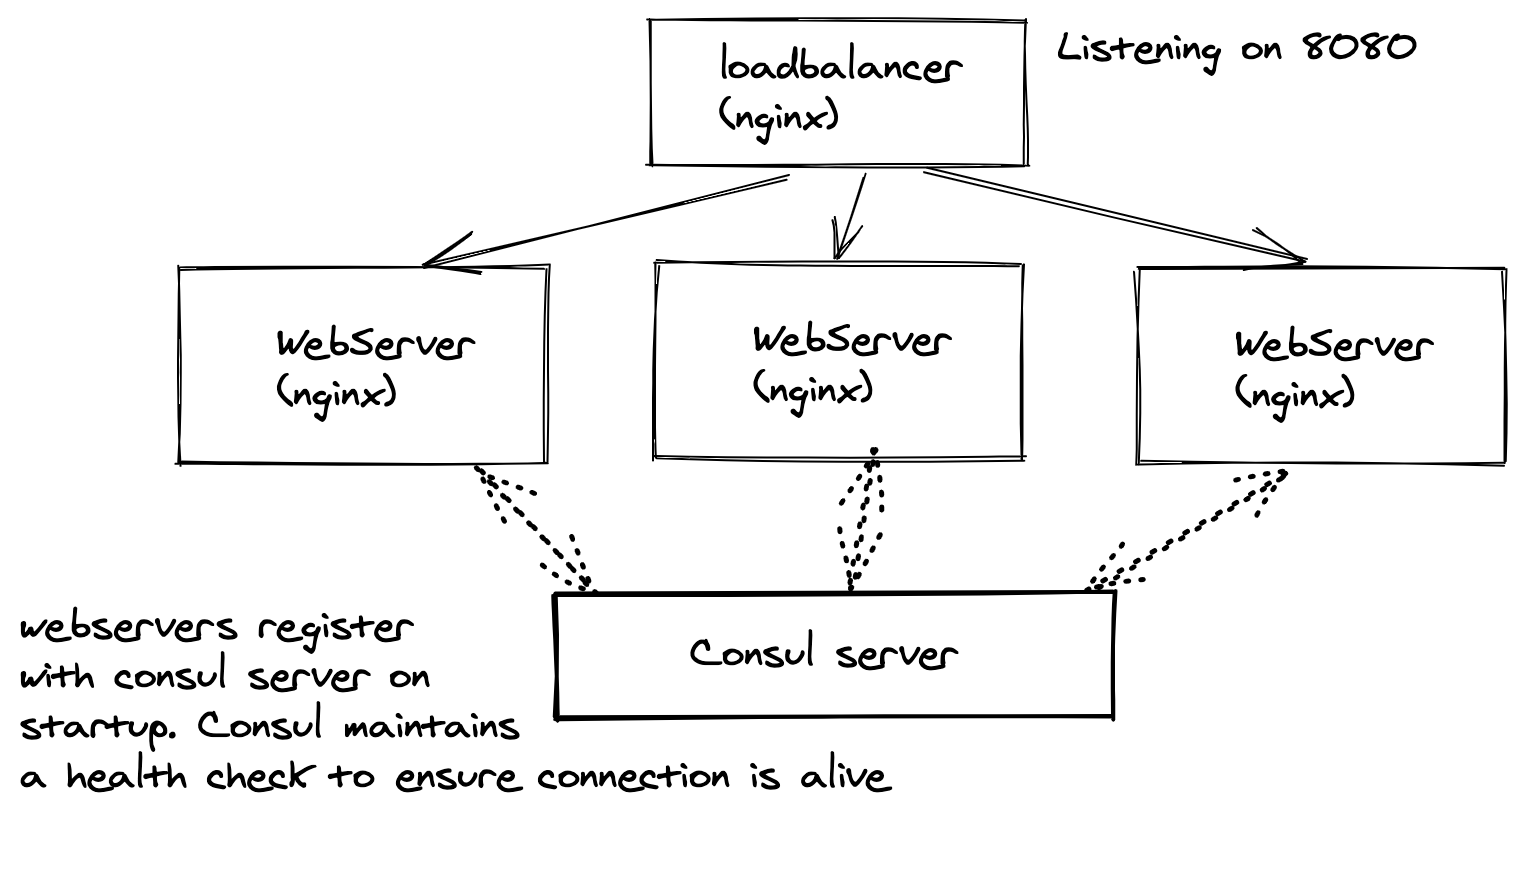 loadbalancer
(nginx)
Listening on 8080
WebServer
(nginx)
WebServer
(nginx)
WebServer
(nginx)
Consul server
webservers register
with consul server on
startup. Consul maintains
a health check to ensure connection is alive